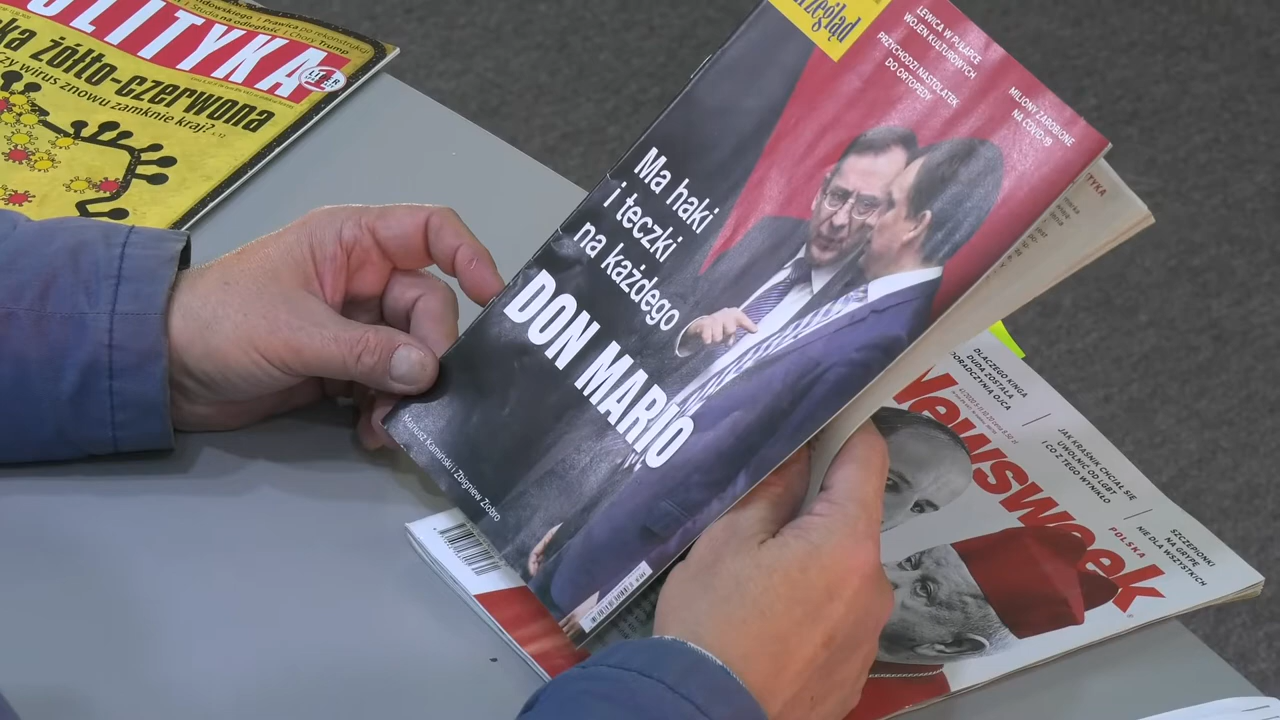 POLITYKA
ka żółto-czerwona
zy wirus znowu zamknie kraj?
Przegląd
LEWICA W PUŁAPCE
WOJEN KULTUROWYCH
PRZYCHODZI NASTOLATEK
DO ORTOPEDY
MILIONY ZAROBIONE
NA COVID-19
Ma haki
i teczki
na każdego
DON MARIO
Mariusz Kamiński i Zbigniew Ziobro
DLACZEGO KINGA
DUDA ZOSTAŁA
DORADCZYNIĄ OJCA
JAK KRAŚNIK CHCIAŁ SIĘ
UWOLNIĆ OD LGBT
I CO Z TEGO WYNIKŁO
SZCZEPIONKI
NA GRYPĘ
NIE DLA WSZYSTKICH
Newsweek
POLSKA